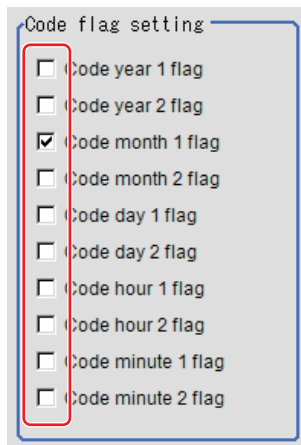 Code flag setting
Code year 1 flag
Code year 2 flag
Code month 1 flag
Code month 2 flag
Code day 1 flag
Code day 2 flag
Code hour 1 flag
Code hour 2 flag
Code minute 1 flag
Code minute 2 flag